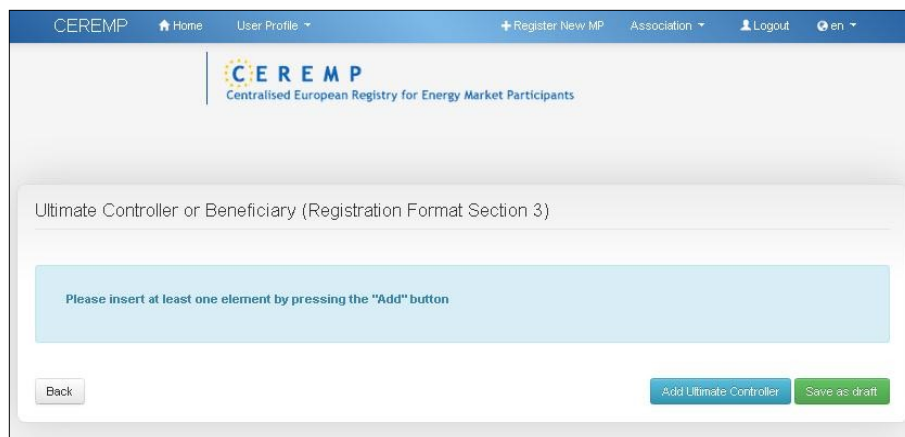 CEREMP Home User Profile Register New MP Association Logout en
CEREMP
Centralised European Registry for Energy Market Participants
Ultimate Controller or Beneficiary (Registration Format Section 3)
Please insert at least one element by pressing the "Add" button
Back Add Ultimate Controller Save as draft